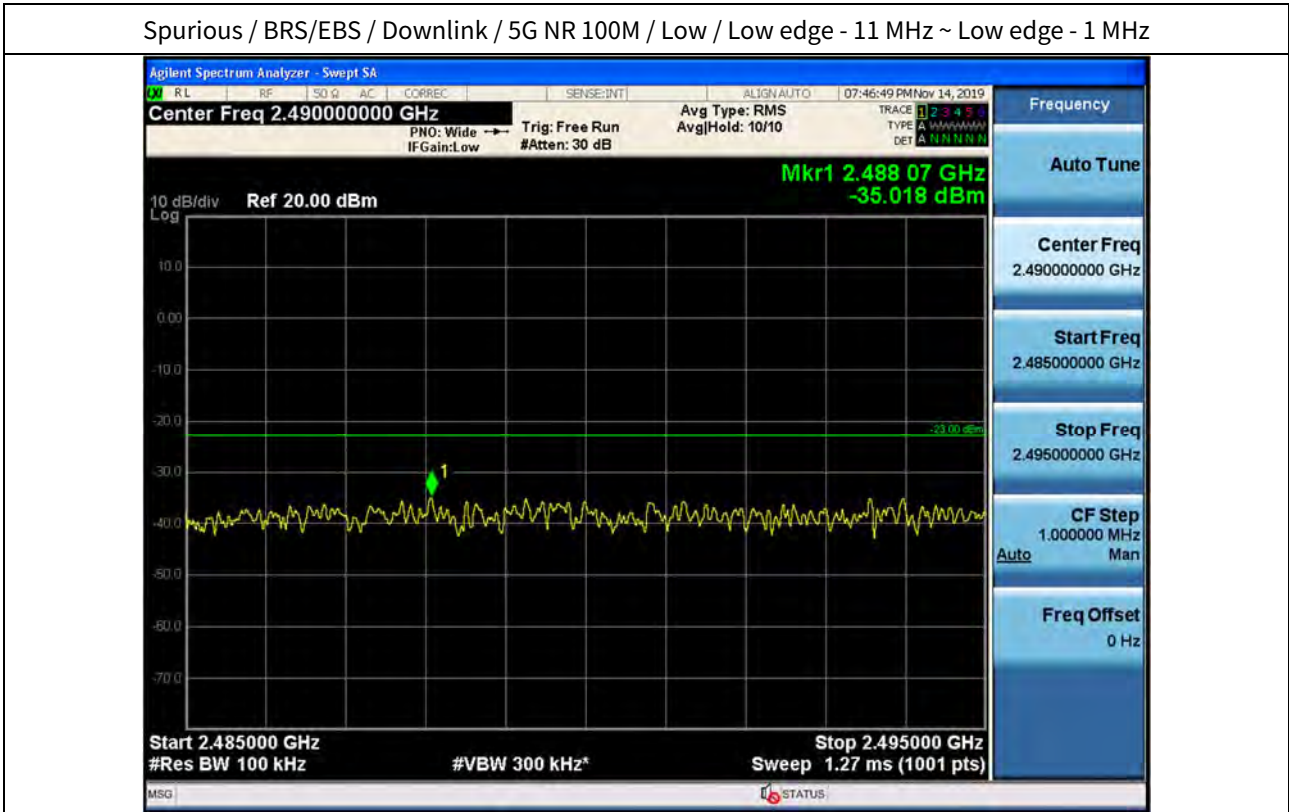 Spurious / BRS/EBS / Downlink / 5G NR 100M / Low / Low edge - 11 MHz ~ Low edge - 1 MHz
Agilent Spectrum Analyzer - Swept SA
RL RF 50 Ω AC CORREC SENSE:INT ALIGN AUTO 07:46:49 PM Nov 14, 2019
Center Freq 2.490000000 GHz
PNO: Wide
IFGain:Low
Trig: Free Run
#Atten: 30 dB
Avg Type: RMS
Avg|Hold: 10/10
TRACE 1 2 3 4 5 6
TYPE A WWWWW
DET A N N N N N
Mkr1 2.488 07 GHz
-35.018 dBm
10 dB/div Ref 20.00 dBm
Log
10.0
0.00
-10.0
-20.0
-23.00 dBm
-30.0
1
-40.0
-50.0
-60.0
-70.0
Start 2.485000 GHz Stop 2.495000 GHz
#Res BW 100 kHz #VBW 300 kHz* Sweep 1.27 ms (1001 pts)
MSG STATUS
Frequency
Auto Tune
Center Freq
2.490000000 GHz
Start Freq
2.485000000 GHz
Stop Freq
2.495000000 GHz
CF Step
1.000000 MHz
Auto Man
Freq Offset
0 Hz